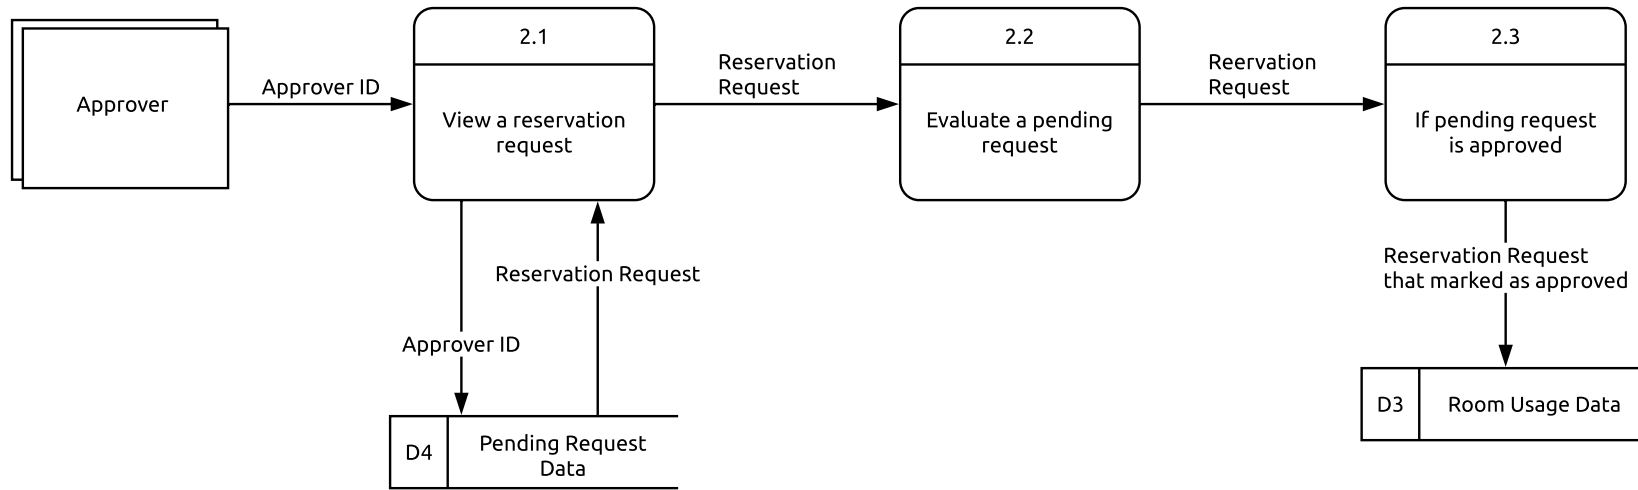 2.1
2.2
2.3
Approver
Approver ID
View a reservation
request
Reservation
Request
Evaluate a pending
request
Reervation
Request
If pending request
is approved
Reservation Request
Approver ID
Reservation Request
that marked as approved
D4
Pending Request
Data
D3
Room Usage Data